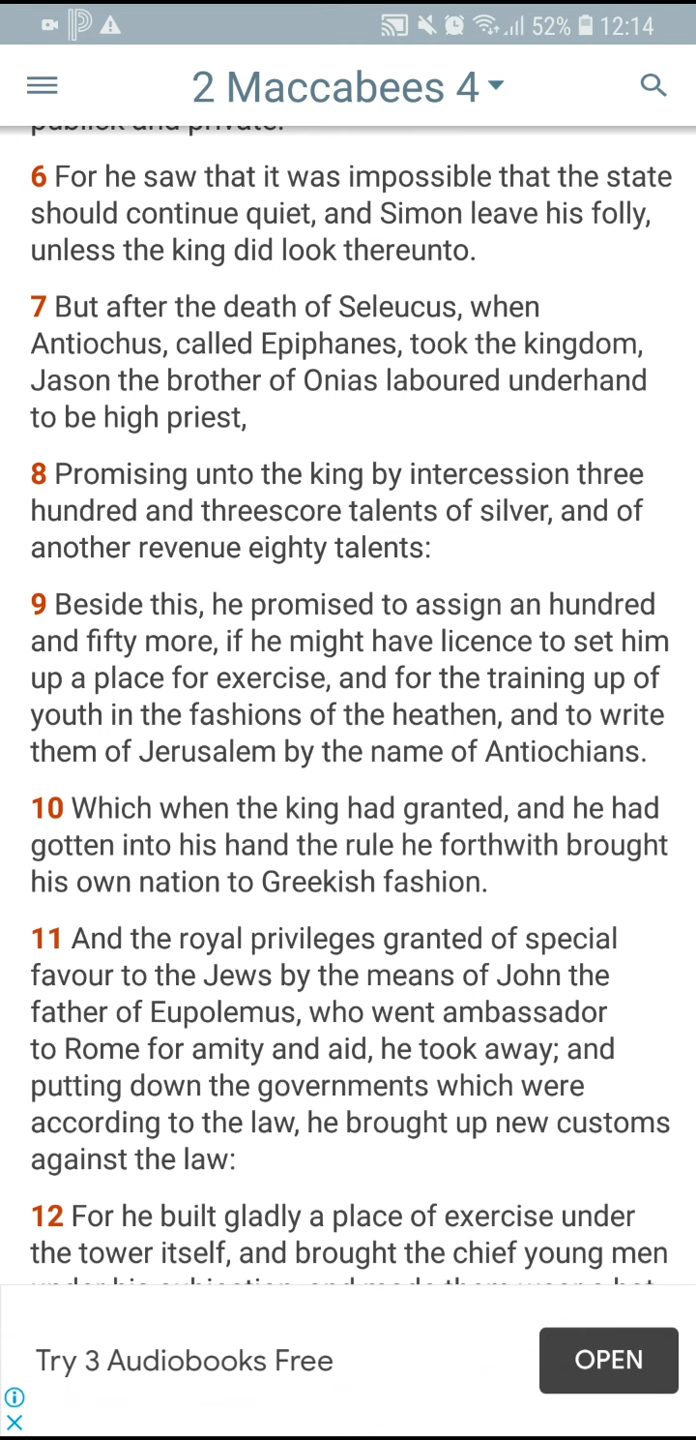 52% 12:14
2 Maccabees 4
publick and private.
6 For he saw that it was impossible that the state
should continue quiet, and Simon leave his folly,
unless the king did look thereunto.
7 But after the death of Seleucus, when
Antiochus, called Epiphanes, took the kingdom,
Jason the brother of Onias laboured underhand
to be high priest,
8 Promising unto the king by intercession three
hundred and threescore talents of silver, and of
another revenue eighty talents:
9 Beside this, he promised to assign an hundred
and fifty more, if he might have licence to set him
up a place for exercise, and for the training up of
youth in the fashions of the heathen, and to write
them of Jerusalem by the name of Antiochians.
10 Which when the king had granted, and he had
gotten into his hand the rule he forthwith brought
his own nation to Greekish fashion.
11 And the royal privileges granted of special
favour to the Jews by the means of John the
father of Eupolemus, who went ambassador
to Rome for amity and aid, he took away; and
putting down the governments which were
according to the law, he brought up new customs
against the law:
12 For he built gladly a place of exercise under
the tower itself, and brought the chief young men
Try 3 Audiobooks Free
OPEN